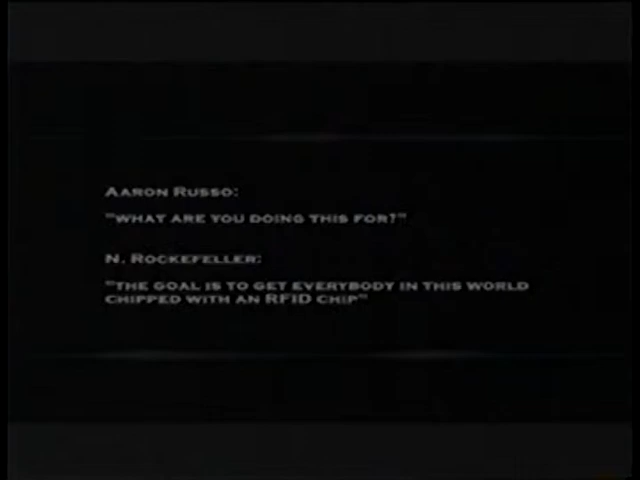 AARON RUSSO:
"WHAT ARE YOU DOING THIS FOR?"
N. ROCKEFELLER:
"THE GOAL IS TO GET EVERYBODY IN THIS WORLD
CHIPPED WITH AN RFID CHIP"